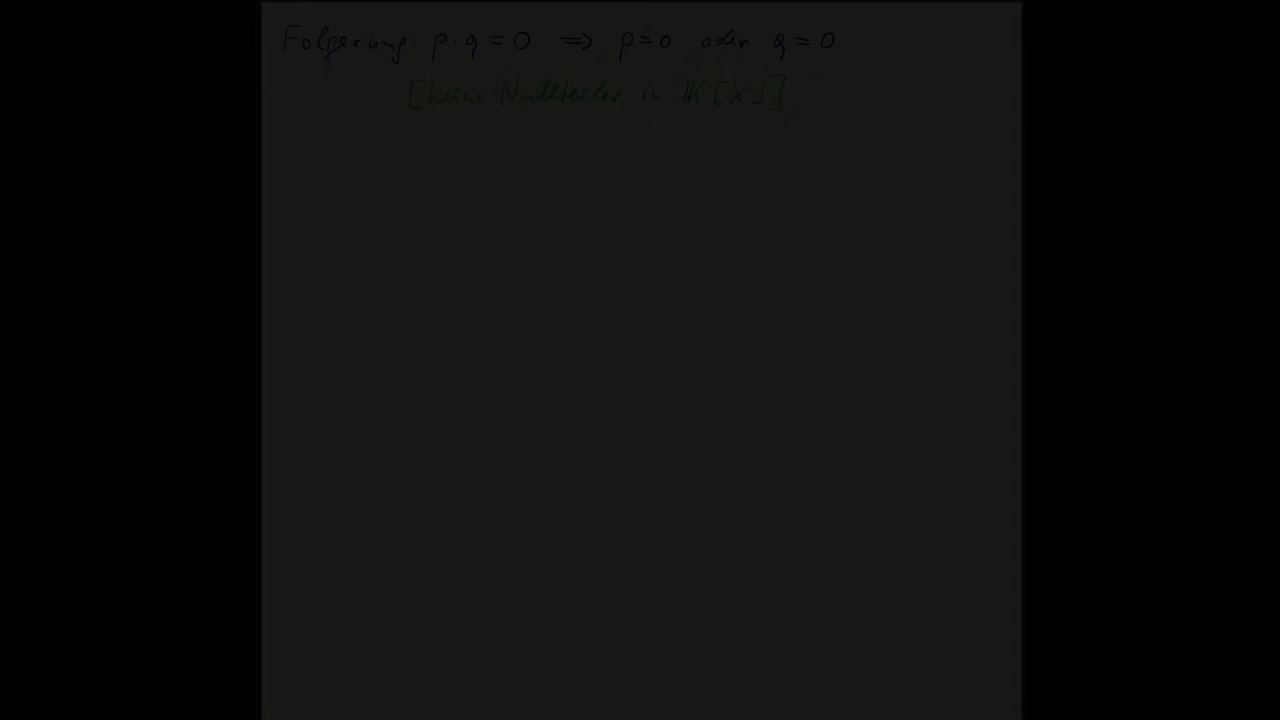 Folgerung: p · q = 0 ⟹ p = 0 oder q = 0
[keine Nullteiler in 𝕂[X]]